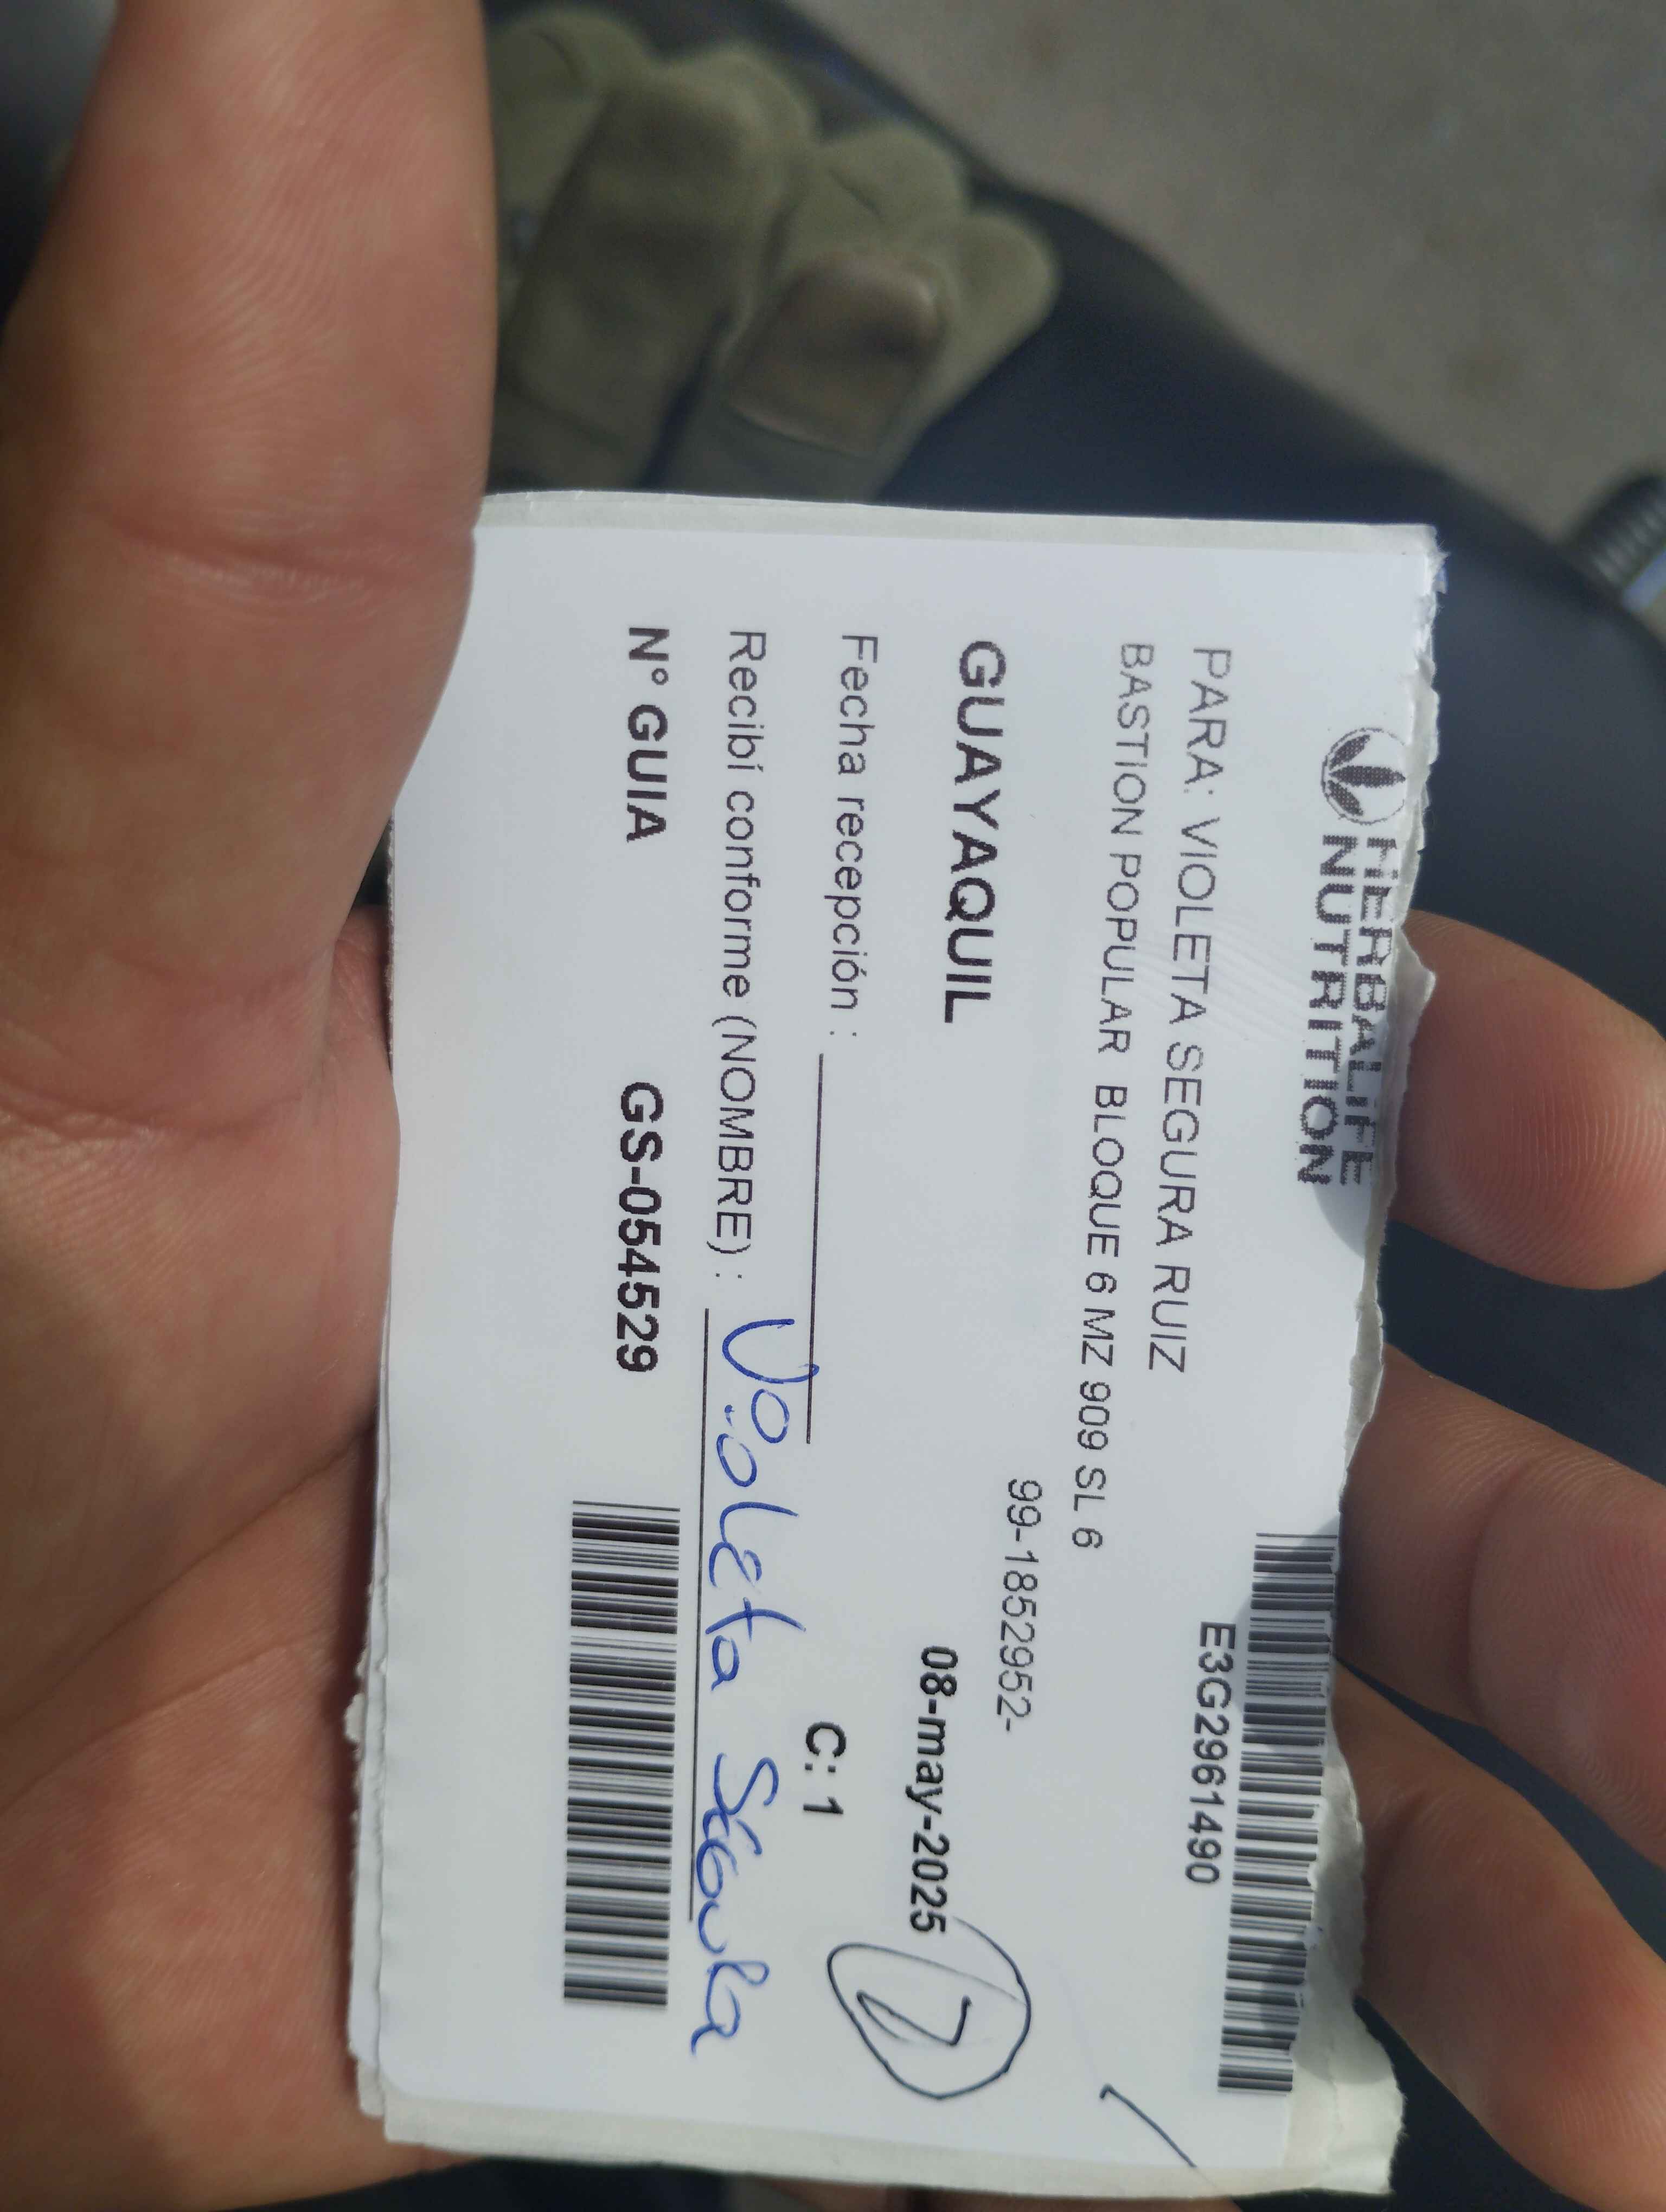 HERBALIFE
NUTRITION
E3G2961490
PARA: VIOLETA SEGURA RUIZ
BASTION POPULAR BLOQUE 6 MZ 909 SL 6
99-1852952-
GUAYAQUIL 08-may-2025
Fecha recepción :
C: 1
Recibí conforme (NOMBRE) : Violeta
N° GUIA GS-054529